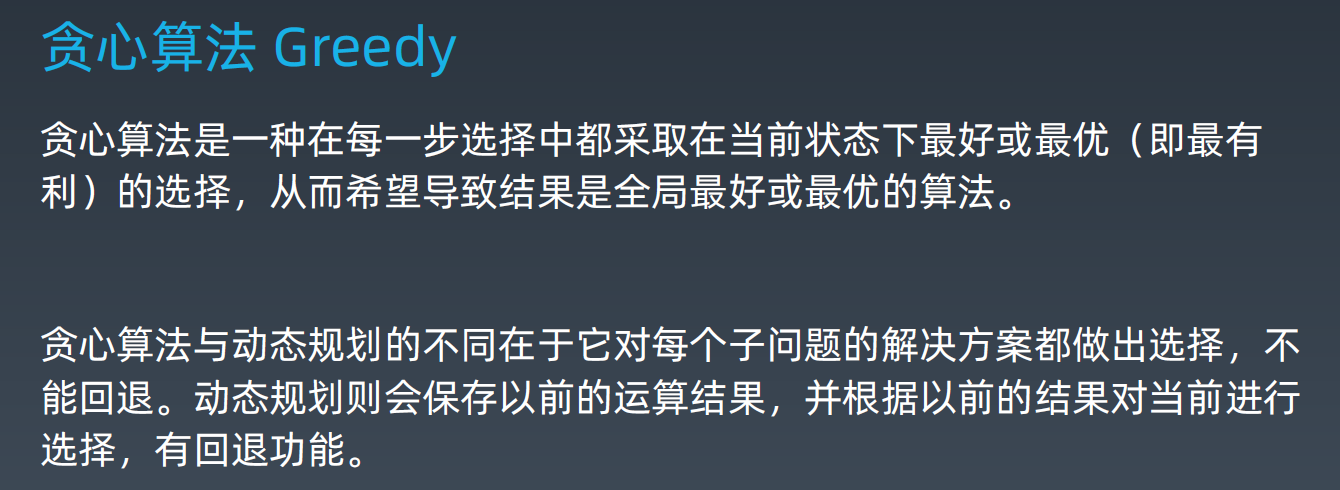 贪心算法 Greedy
贪心算法是一种在每一步选择中都采取在当前状态下最好或最优（即最有
利）的选择，从而希望导致结果是全局最好或最优的算法。
贪心算法与动态规划的不同在于它对每个子问题的解决方案都做出选择，不
能回退。动态规划则会保存以前的运算结果，并根据以前的结果对当前进行
选择，有回退功能。